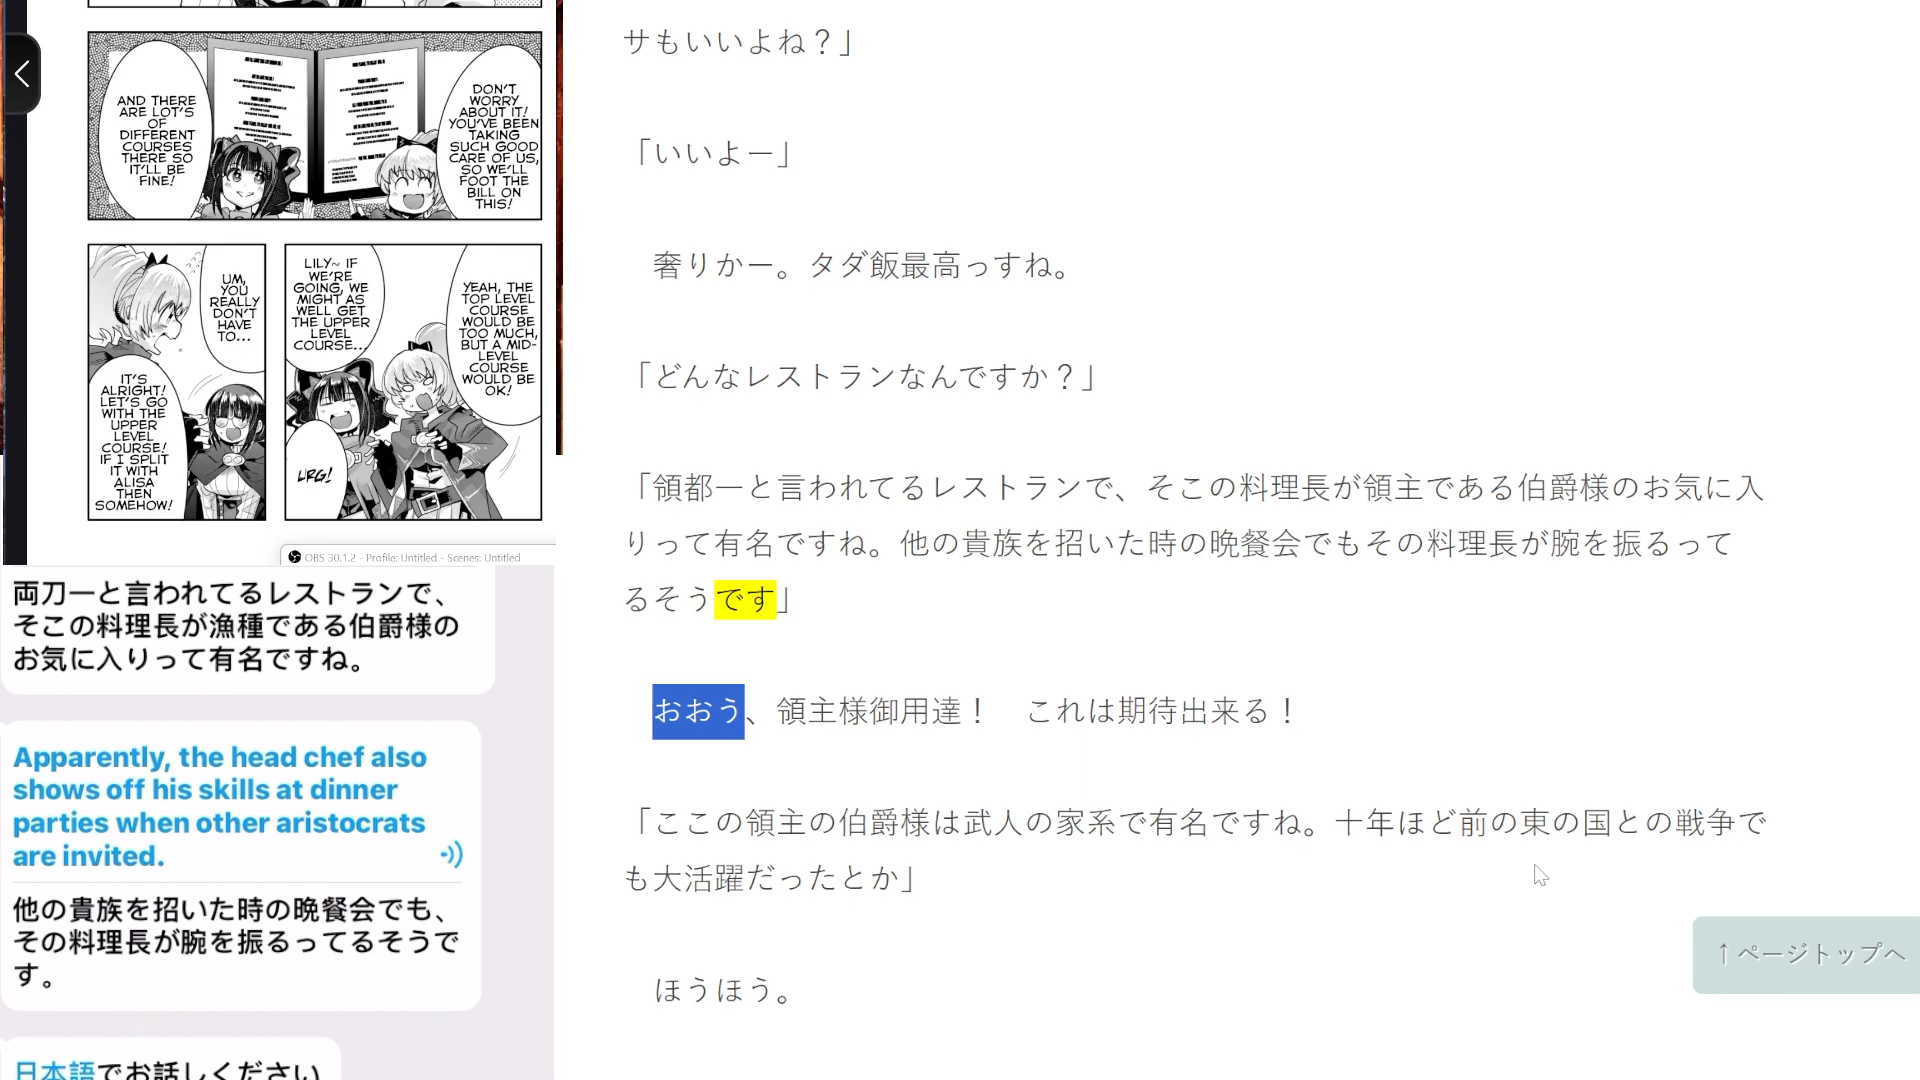 DON'T
WORRY
ABOUT IT!
YOU'VE BEEN
TAKING
SUCH GOOD
CARE OF US,
SO WE'LL
FOOT THE
BILL ON
THIS!
AND THERE
ARE LOT'S
OF
DIFFERENT
COURSES
THERE SO
IT'LL BE
FINE!
YEAH, THE
TOP LEVEL
COURSE
WOULD BE
TOO MUCH,
BUT A MID-
LEVEL
COURSE
WOULD BE
OK!
LILY~ IF
WE'RE
GOING, WE
MIGHT AS
WELL GET
THE UPPER
LEVEL
COURSE...
URG!
UM,
YOU
REALLY
DON'T
HAVE
TO...
IT'S
ALRIGHT!
LET'S GO
WITH THE
UPPER
LEVEL
COURSE!
IF I SPLIT
IT WITH
ALISA
THEN
SOMEHOW!
OBS 30.1.2 - Profile: Untitled - Scenes: Untitled
両刀一と言われてるレストランで、
そこの料理長が漁種である伯爵様の
お気に入りって有名ですね。
Apparently, the head chef also
shows off his skills at dinner
parties when other aristocrats
are invited.
他の貴族を招いた時の晩餐会でも、
その料理長が腕を振るってるそうで
す。
日本語でお話しください
サもいいよね？」
「いいよー」
奢りかー。タダ飯最高っすね。
「どんなレストランなんですか？」
「領都一と言われてるレストランで、そこの料理長が領主である伯爵様のお気に入
りって有名ですね。他の貴族を招いた時の晩餐会でもその料理長が腕を振るって
るそうです」
おおう、領主様御用達！　これは期待出来る！
「ここの領主の伯爵様は武人の家系で有名ですね。十年ほど前の東の国との戦争で
も大活躍だったとか」
ほうほう。
↑ページトップへ